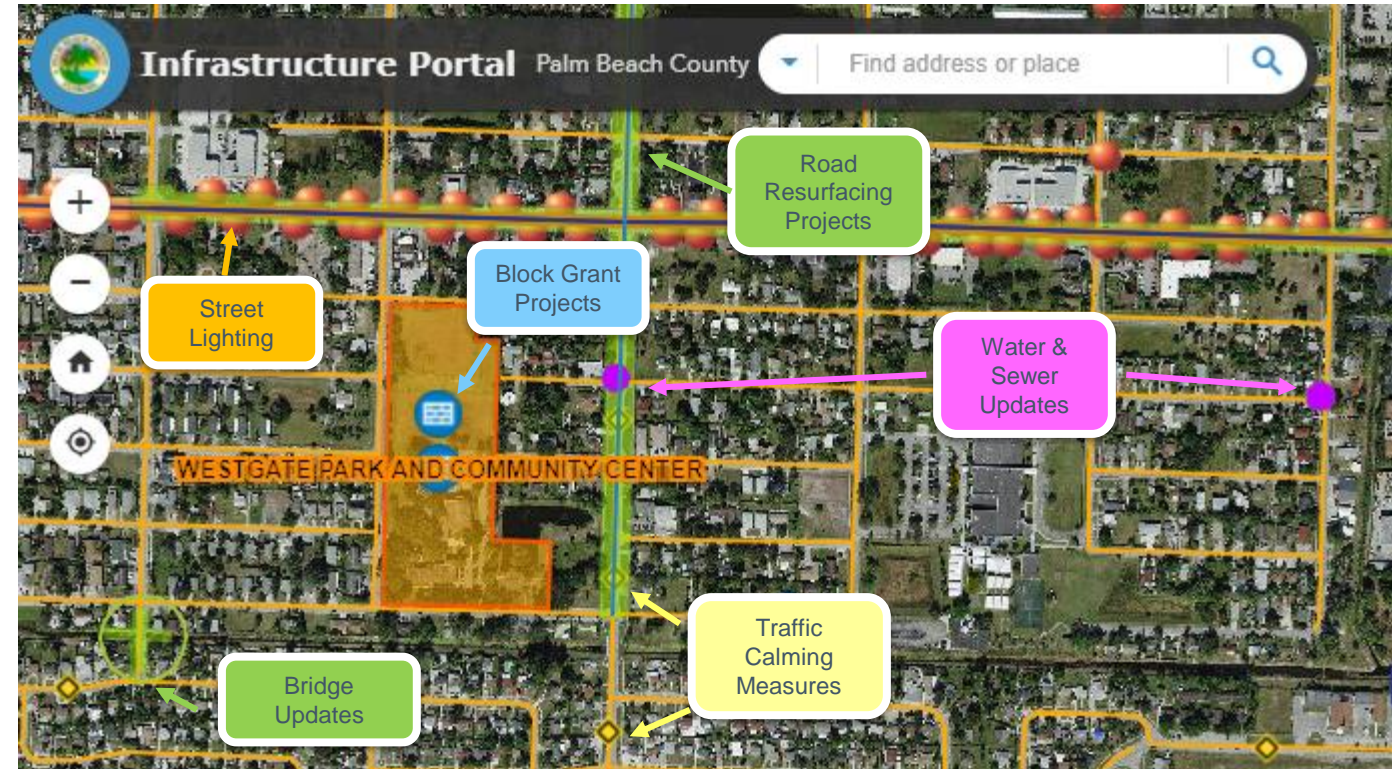 Infrastructure Portal Palm Beach County
Find address or place
Road
Resurfacing
Projects
Block Grant
Projects
Street
Lighting
Water &
Sewer
Updates
WESTGATE PARK AND COMMUNITY CENTER
Traffic
Calming
Measures
Bridge
Updates